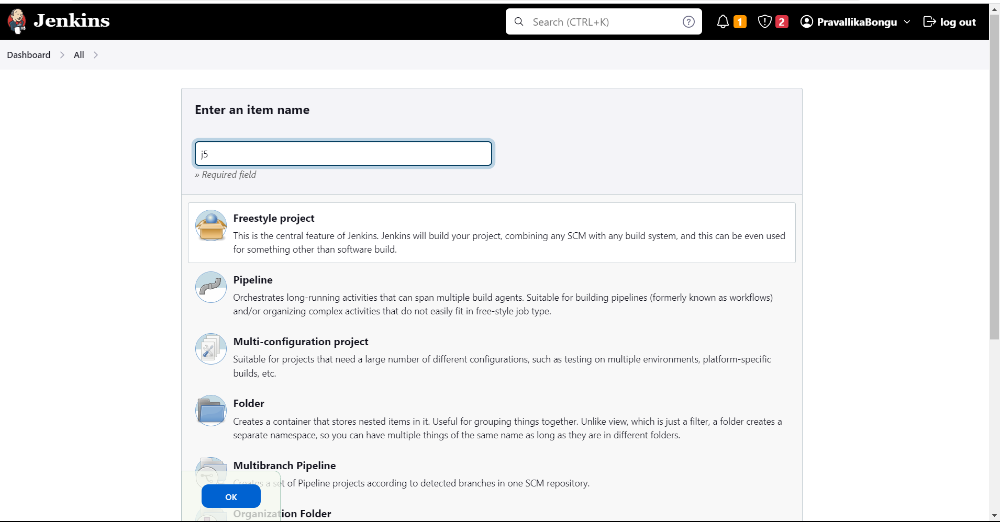 Jenkins
Search (CTRL+K)
?
1
2
PravallikaBongu
log out
Dashboard
All
Enter an item name
j5
» Required field
Freestyle project
This is the central feature of Jenkins. Jenkins will build your project, combining any SCM with any build system, and this can be even used
for something other than software build.
Pipeline
Orchestrates long-running activities that can span multiple build agents. Suitable for building pipelines (formerly known as workflows)
and/or organizing complex activities that do not easily fit in free-style job type.
Multi-configuration project
Suitable for projects that need a large number of different configurations, such as testing on multiple environments, platform-specific
builds, etc.
Folder
Creates a container that stores nested items in it. Useful for grouping things together. Unlike view, which is just a filter, a folder creates a
separate namespace, so you can have multiple things of the same name as long as they are in different folders.
Multibranch Pipeline
Creates a set of Pipeline projects according to detected branches in one SCM repository.
OK
Organization Folder